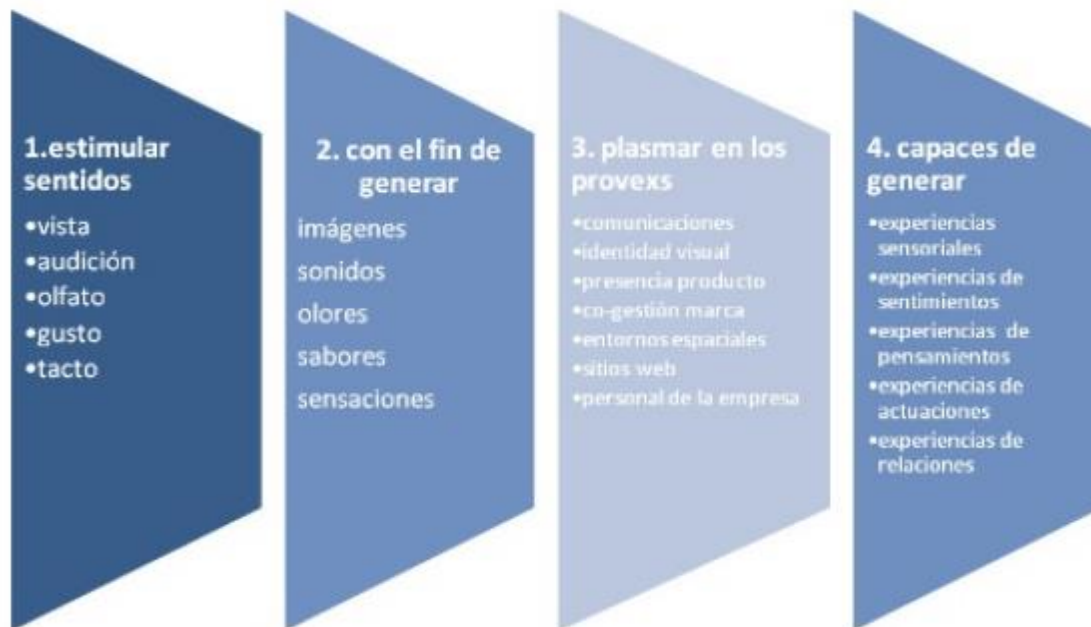 1.estimular
sentidos
•vista
•audición
•olfato
•gusto
•tacto
2. con el fin de
generar
imágenes
sonidos
olores
sabores
sensaciones
3. plasmar en los
provexs
•comunicaciones
•identidad visual
•presencia producto
•co-gestión marca
•entornos espaciales
•sitios web
•personal de la empresa
4. capaces de
generar
•experiencias
sensoriales
•experiencias de
sentimientos
•experiencias de
pensamientos
•experiencias de
actuaciones
•experiencias de
relaciones